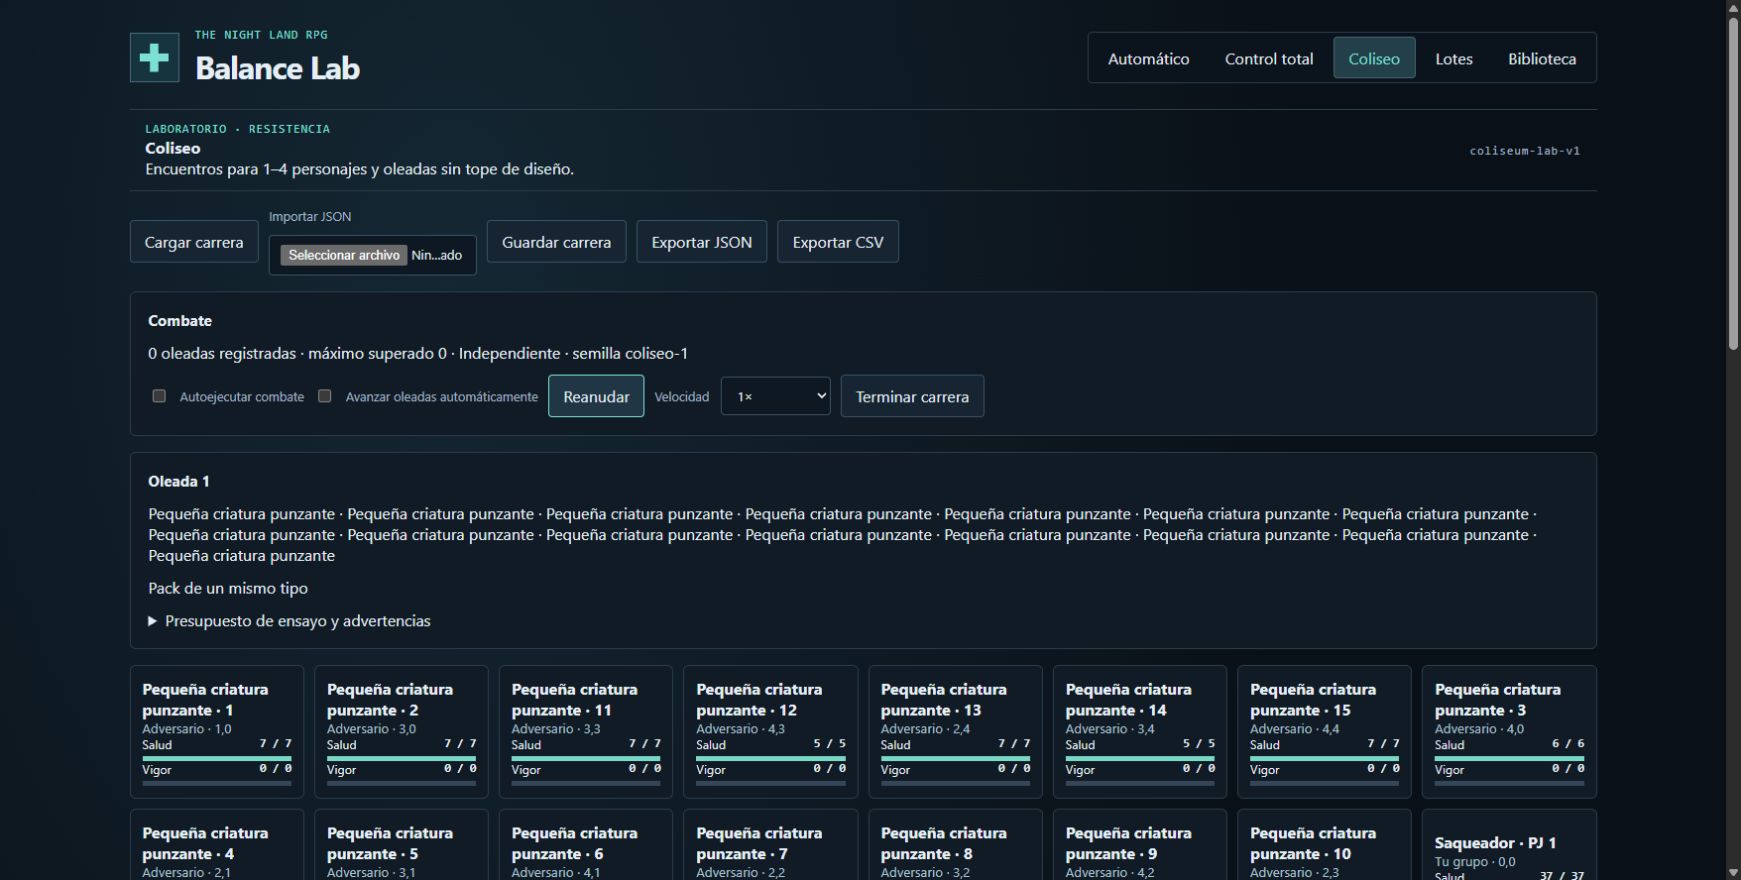 THE NIGHT LAND RPG
Balance Lab
Automático Control total Coliseo Lotes Biblioteca
LABORATORIO · RESISTENCIA
Coliseo
Encuentros para 1–4 personajes y oleadas sin tope de diseño.
coliseum-lab-v1
Cargar carrera
Importar JSON
Seleccionar archivo Nin...ado
Guardar carrera
Exportar JSON
Exportar CSV
Combate
0 oleadas registradas · máximo superado 0 · Independiente · semilla coliseo-1
Autoejecutar combate Avanzar oleadas automáticamente Reanudar Velocidad 1× Terminar carrera
Oleada 1
Pequeña criatura punzante · Pequeña criatura punzante · Pequeña criatura punzante · Pequeña criatura punzante · Pequeña criatura punzante · Pequeña criatura punzante · Pequeña criatura punzante ·
Pequeña criatura punzante · Pequeña criatura punzante · Pequeña criatura punzante · Pequeña criatura punzante · Pequeña criatura punzante · Pequeña criatura punzante · Pequeña criatura punzante ·
Pequeña criatura punzante
Pack de un mismo tipo
Presupuesto de ensayo y advertencias
Pequeña criatura
punzante · 1
Adversario · 1,0
Salud 7 / 7
Vigor 0 / 0
Pequeña criatura
punzante · 2
Adversario · 3,0
Salud 7 / 7
Vigor 0 / 0
Pequeña criatura
punzante · 11
Adversario · 3,3
Salud 7 / 7
Vigor 0 / 0
Pequeña criatura
punzante · 12
Adversario · 4,3
Salud 5 / 5
Vigor 0 / 0
Pequeña criatura
punzante · 13
Adversario · 2,4
Salud 7 / 7
Vigor 0 / 0
Pequeña criatura
punzante · 14
Adversario · 3,4
Salud 5 / 5
Vigor 0 / 0
Pequeña criatura
punzante · 15
Adversario · 4,4
Salud 7 / 7
Vigor 0 / 0
Pequeña criatura
punzante · 3
Adversario · 4,0
Salud 6 / 6
Vigor 0 / 0
Pequeña criatura
punzante · 4
Adversario · 2,1
Pequeña criatura
punzante · 5
Adversario · 3,1
Pequeña criatura
punzante · 6
Adversario · 4,1
Pequeña criatura
punzante · 7
Adversario · 2,2
Pequeña criatura
punzante · 8
Adversario · 3,2
Pequeña criatura
punzante · 9
Adversario · 4,2
Pequeña criatura
punzante · 10
Adversario · 2,3
Saqueador · PJ 1
Tu grupo · 0,0
Salud 37 / 37